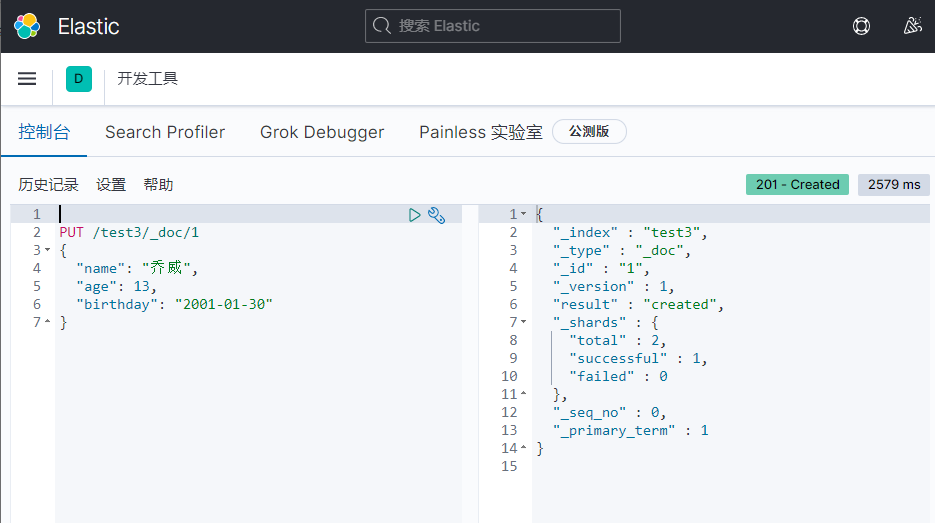 Elastic
搜索 Elastic
D
开发工具
控制台 Search Profiler Grok Debugger Painless 实验室 公测版
历史记录 设置 帮助
201 - Created 2579 ms
1
2 PUT /test3/_doc/1
3 {
4 "name": "乔威",
5 "age": 13,
6 "birthday": "2001-01-30"
7 }
1 {
2 "_index" : "test3",
3 "_type" : "_doc",
4 "_id" : "1",
5 "_version" : 1,
6 "result" : "created",
7 "_shards" : {
8 "total" : 2,
9 "successful" : 1,
10 "failed" : 0
11 },
12 "_seq_no" : 0,
13 "_primary_term" : 1
14 }
15